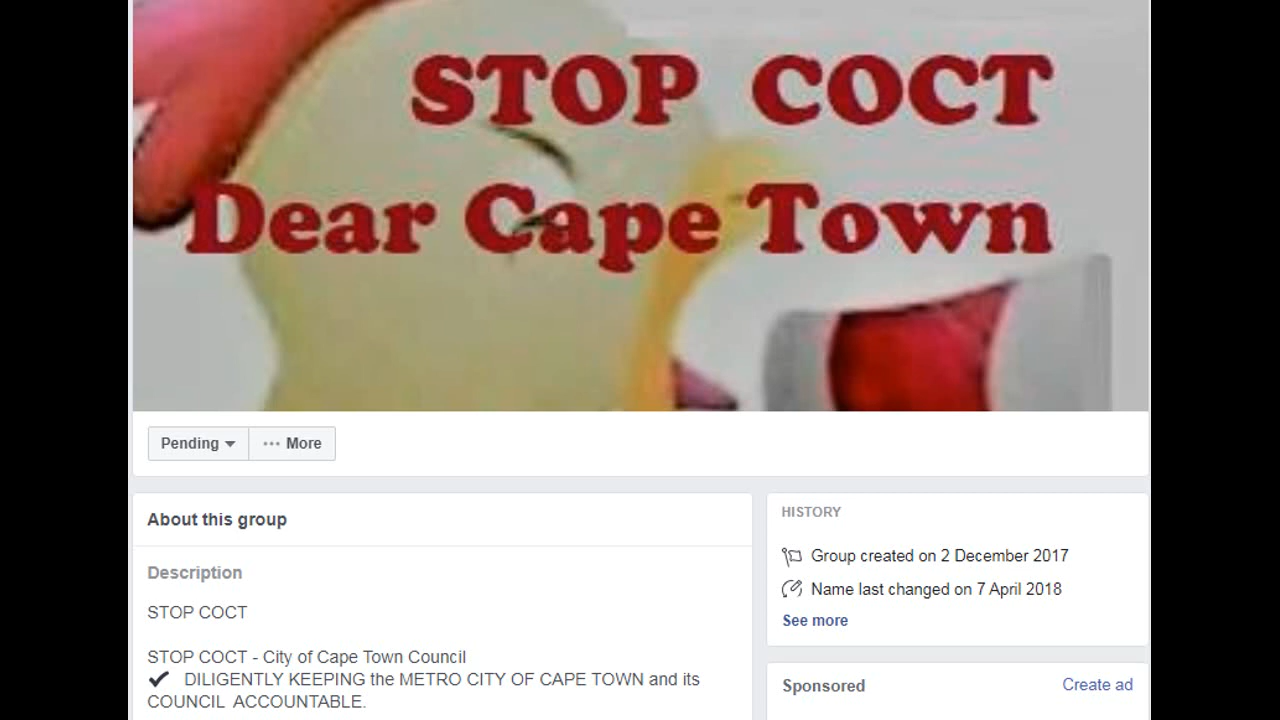 STOP COCT
Dear Cape Town
Pending
More
About this group
Description
STOP COCT
STOP COCT - City of Cape Town Council
✔ DILIGENTLY KEEPING the METRO CITY OF CAPE TOWN and its
COUNCIL ACCOUNTABLE.
HISTORY
Group created on 2 December 2017
Name last changed on 7 April 2018
See more
Sponsored
Create ad